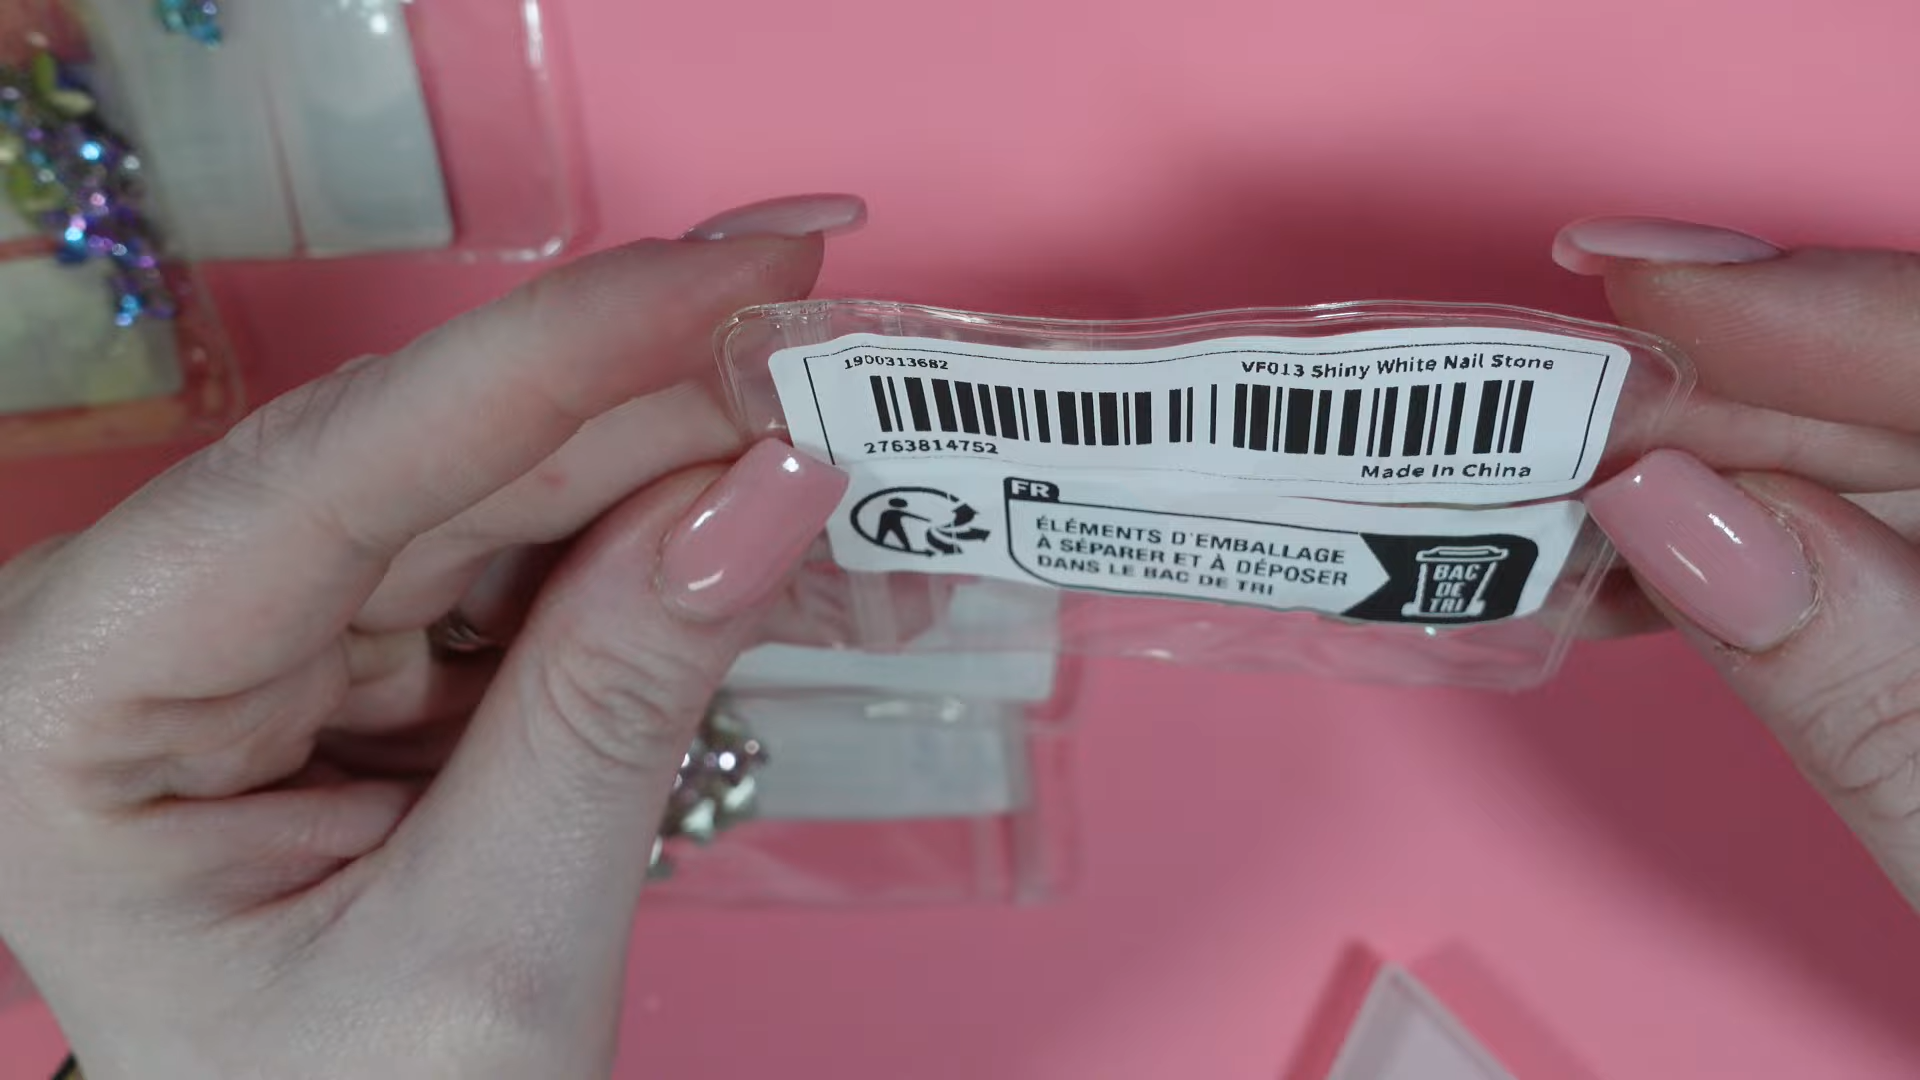 1900313682
VF013 Shiny White Nail Stone
2763814752
Made In China
FR
ÉLÉMENTS D'EMBALLAGE
À SÉPARER ET À DÉPOSER
DANS LE BAC DE TRI
BAC
DE
TRI